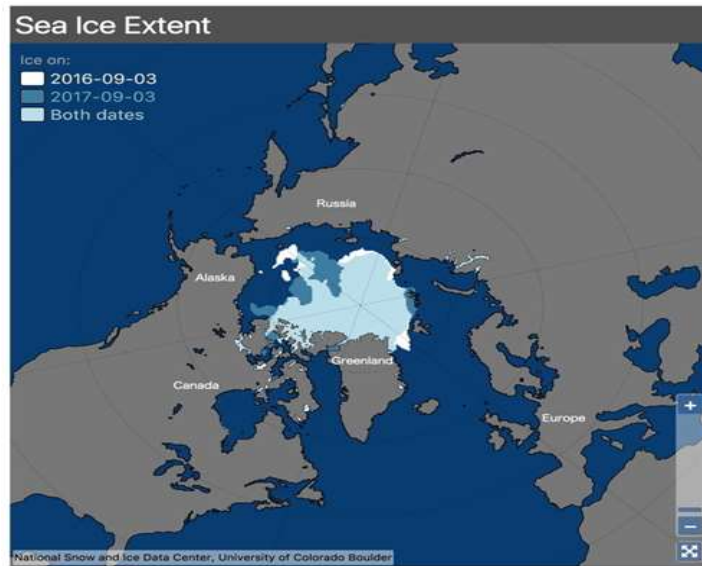 Sea Ice Extent
Ice on:
2016-09-03
2017-09-03
Both dates
Russia
Alaska
Greenland
Canada
Europe
+
−
National Snow and Ice Data Center, University of Colorado Boulder